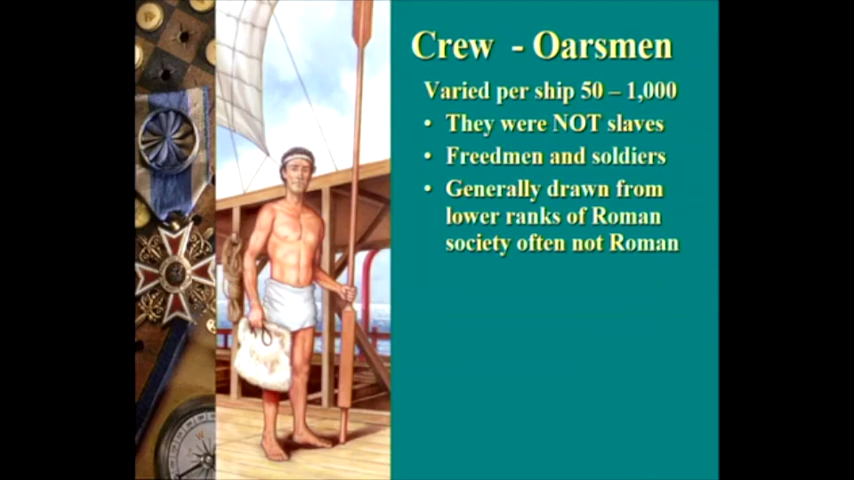 Crew - Oarsmen
Varied per ship 50 – 1,000
• They were NOT slaves
• Freedmen and soldiers
• Generally drawn from
lower ranks of Roman
society often not Roman